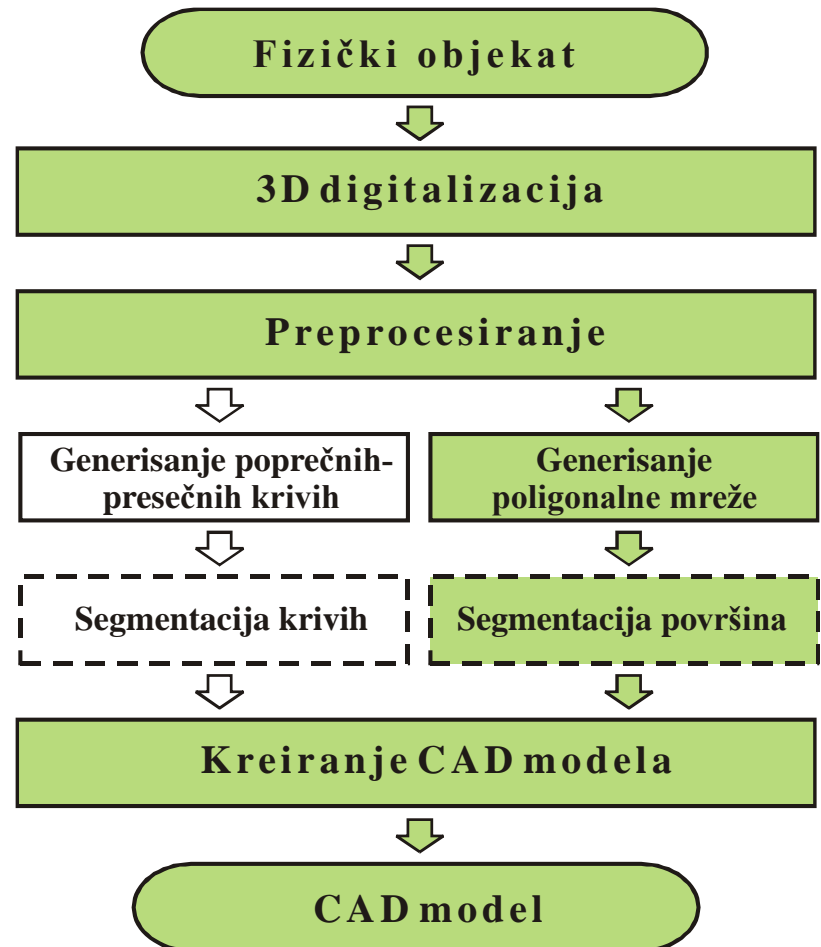 Fizički objekat
3D digitalizacija
Preprocesiranje
Generisanje poprečnih-
presečnih krivih
Generisanje
poligonalne mreže
Segmentacija krivih
Segmentacija površina
Kreiranje CAD modela
CAD model